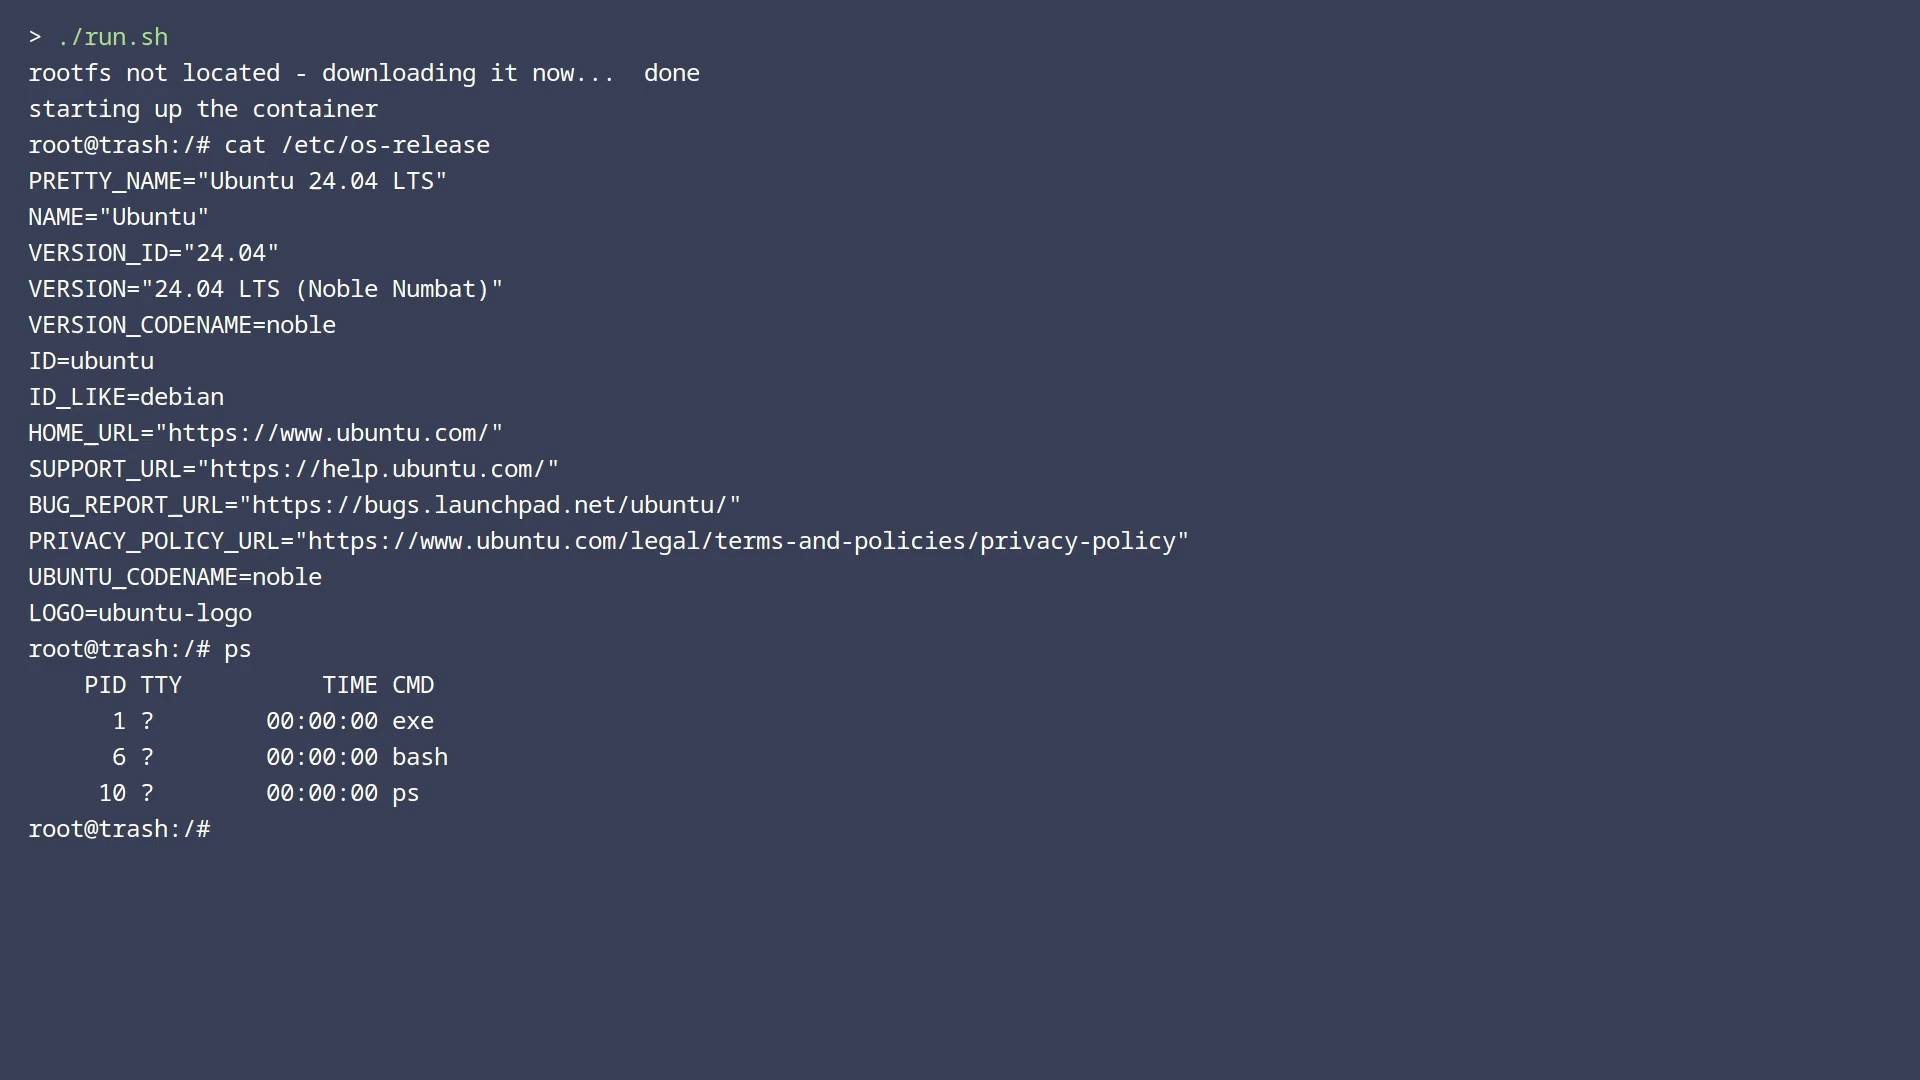 > ./run.sh
rootfs not located - downloading it now...  done
starting up the container
root@trash:/# cat /etc/os-release
PRETTY_NAME="Ubuntu 24.04 LTS"
NAME="Ubuntu"
VERSION_ID="24.04"
VERSION="24.04 LTS (Noble Numbat)"
VERSION_CODENAME=noble
ID=ubuntu
ID_LIKE=debian
HOME_URL="https://www.ubuntu.com/"
SUPPORT_URL="https://help.ubuntu.com/"
BUG_REPORT_URL="https://bugs.launchpad.net/ubuntu/"
PRIVACY_POLICY_URL="https://www.ubuntu.com/legal/terms-and-policies/privacy-policy"
UBUNTU_CODENAME=noble
LOGO=ubuntu-logo
root@trash:/# ps
    PID TTY          TIME CMD
      1 ?        00:00:00 exe
      6 ?        00:00:00 bash
     10 ?        00:00:00 ps
root@trash:/#